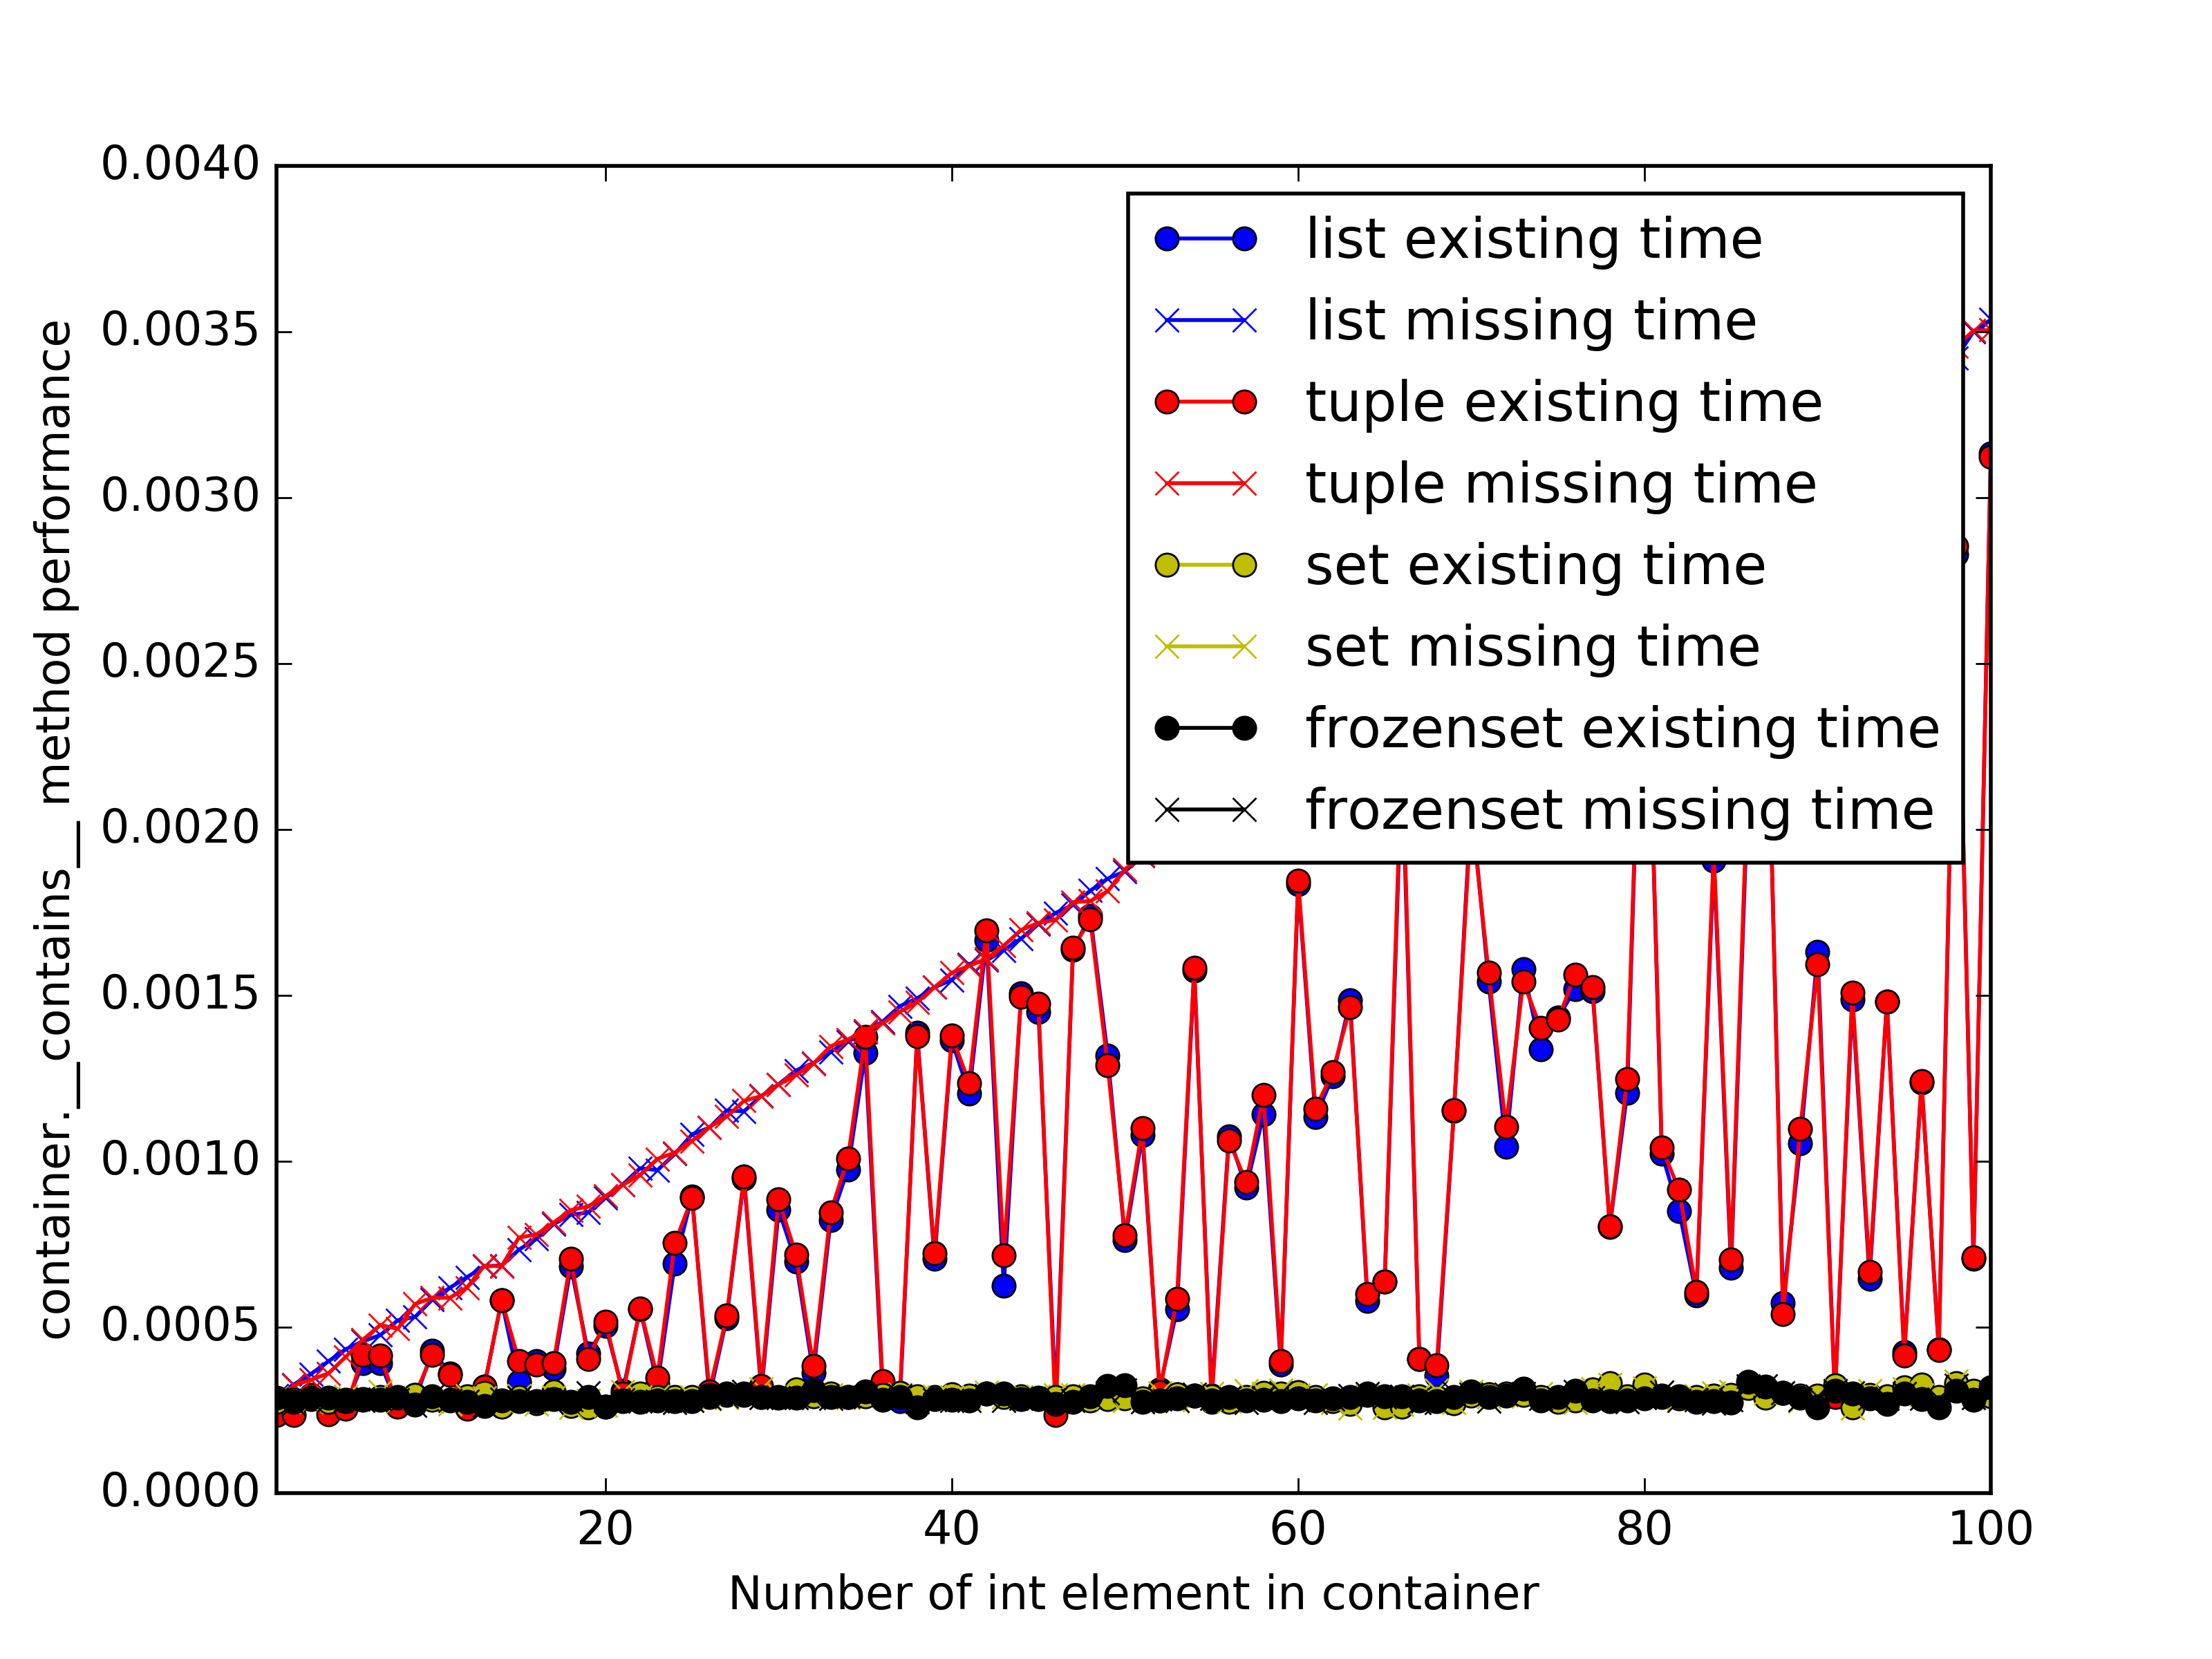 0.0040
0.0035
0.0030
0.0025
0.0020
0.0015
0.0010
0.0005
0.0000
container.__contains__ method performance
list existing time
list missing time
tuple existing time
tuple missing time
set existing time
set missing time
frozenset existing time
frozenset missing time
20 40 60 80 100
Number of int element in container